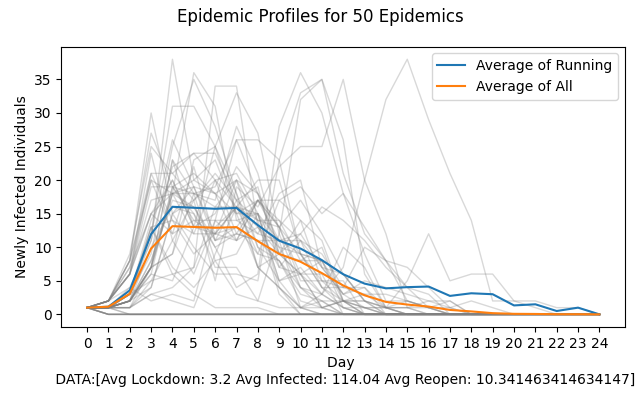 Epidemic Profiles for 50 Epidemics
Average of Running
Average of All
Newly Infected Individuals
35
30
25
20
15
10
5
0
0 1 2 3 4 5 6 7 8 9 10 11 12 13 14 15 16 17 18 19 20 21 22 23 24
Day
DATA:[Avg Lockdown: 3.2 Avg Infected: 114.04 Avg Reopen: 10.341463414634147]